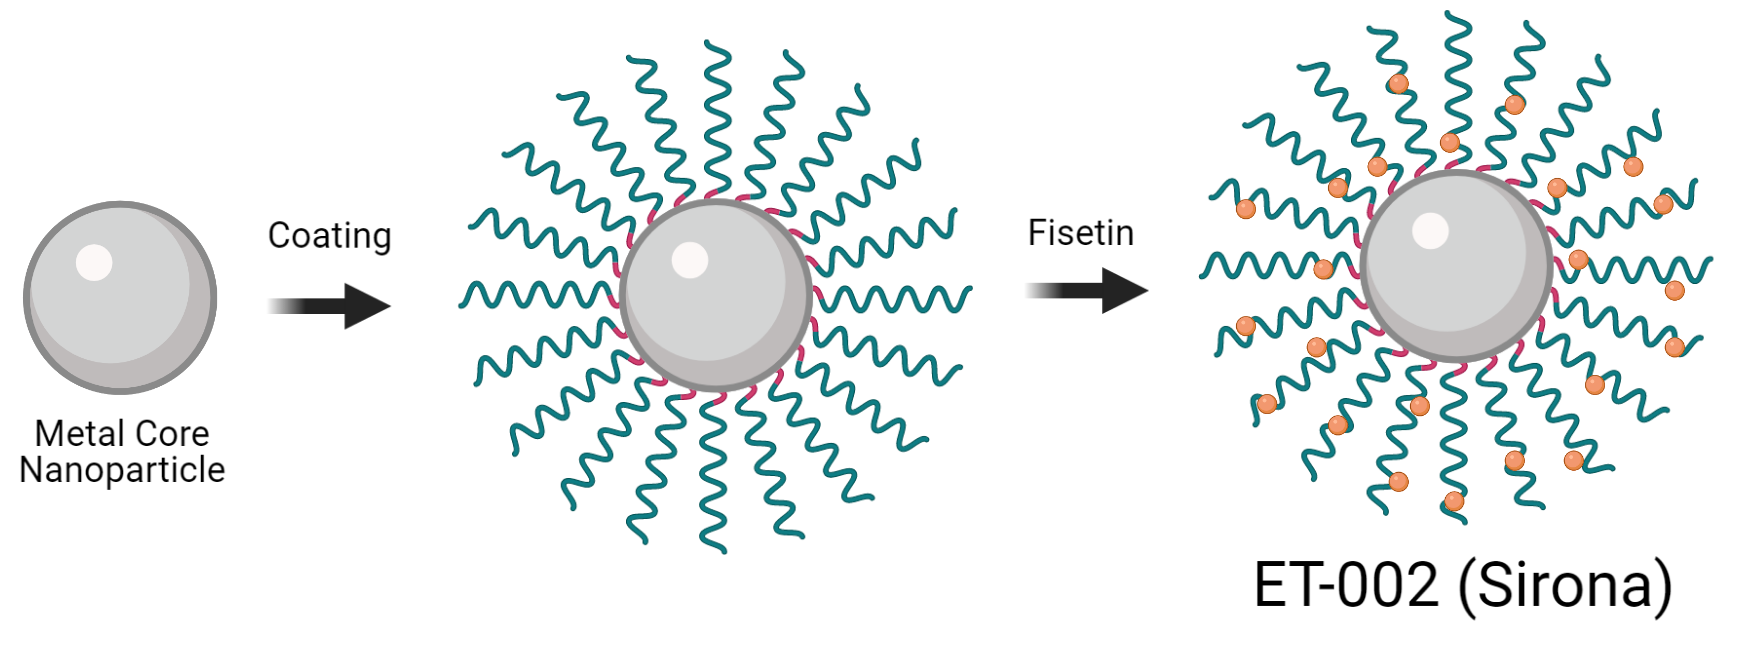 Coating
Fisetin
Metal Core
Nanoparticle
ET-002 (Sirona)